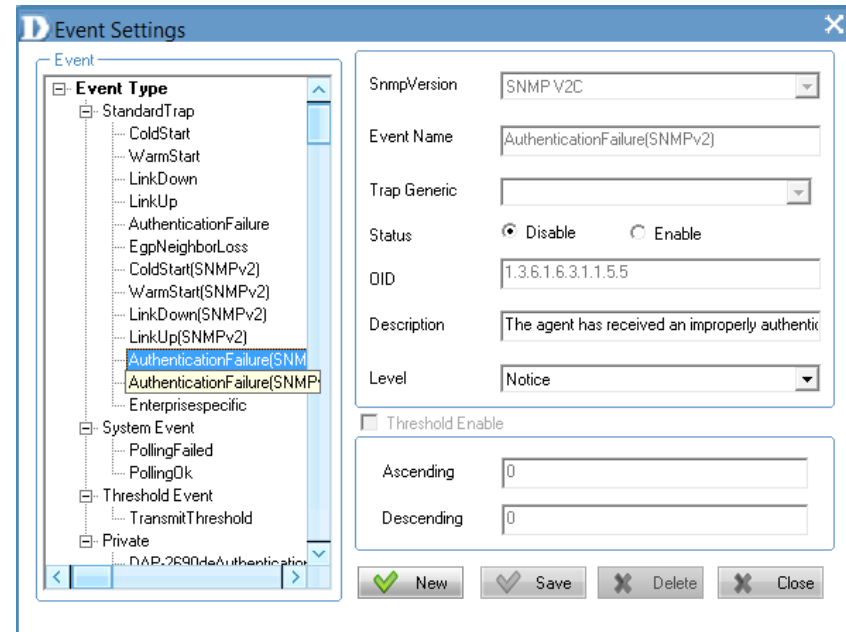 D Event Settings
Event
Event Type
StandardTrap
ColdStart
WarmStart
LinkDown
LinkUp
AuthenticationFailure
EgpNeighborLoss
ColdStart(SNMPv2)
WarmStart(SNMPv2)
LinkDown(SNMPv2)
LinkUp(SNMPv2)
AuthenticationFailure(SNM
AuthenticationFailure(SNMP
Enterprisespecific
System Event
PollingFailed
PollingOk
Threshold Event
TransmitThreshold
Private
DAP-2690deAuthentication
SnmpVersion SNMP V2C
Event Name AuthenticationFailure(SNMPv2)
Trap Generic
Status Disable Enable
OID 1.3.6.1.6.3.1.1.5.5
Description The agent has received an improperly authentic
Level Notice
Threshold Enable
Ascending 0
Descending 0
New Save Delete Close